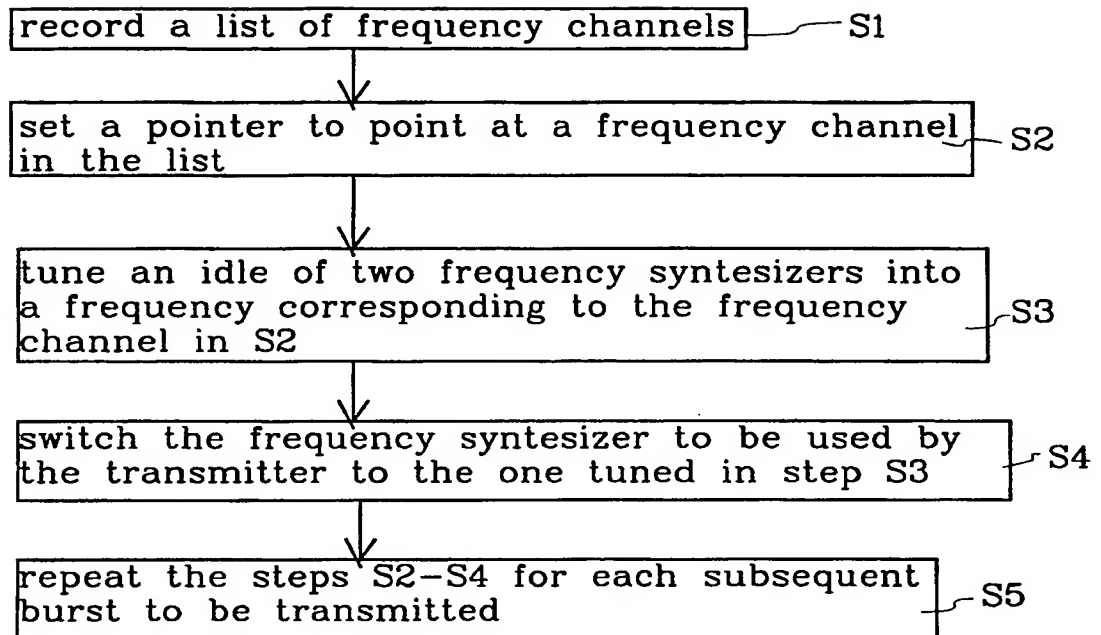 record a list of frequency channels S1
set a pointer to point at a frequency channel
in the list
S2
tune an idle of two frequency syntesizers into
a frequency corresponding to the frequency
channel in S2
S3
switch the frequency syntesizer to be used by
the transmitter to the one tuned in step S3
S4
repeat the steps S2-S4 for each subsequent
burst to be transmitted
S5